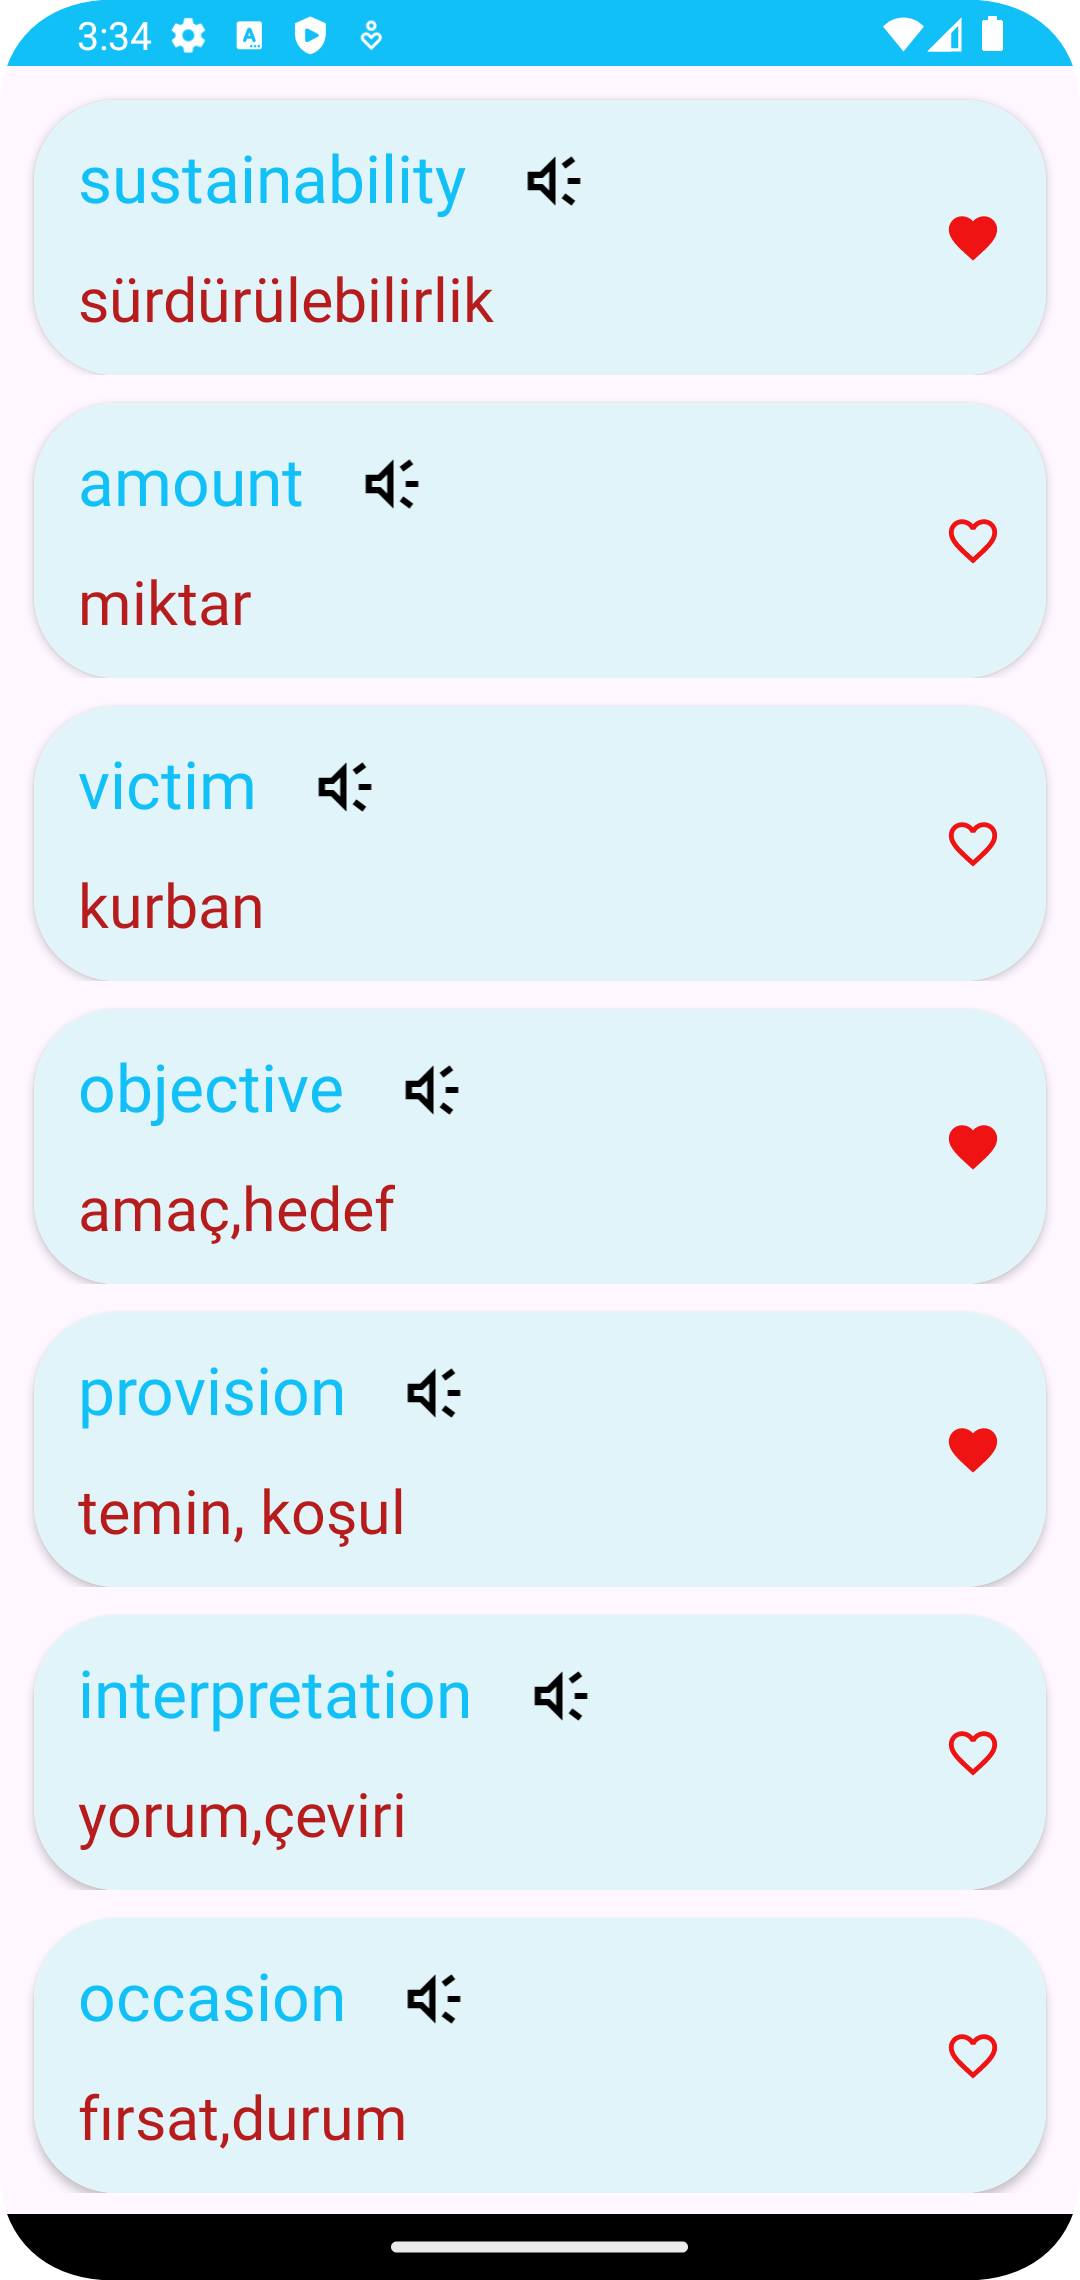 3:34
sustainability
sürdürülebilirlik
amount
miktar
victim
kurban
objective
amaç,hedef
provision
temin, koşul
interpretation
yorum,çeviri
occasion
fırsat,durum